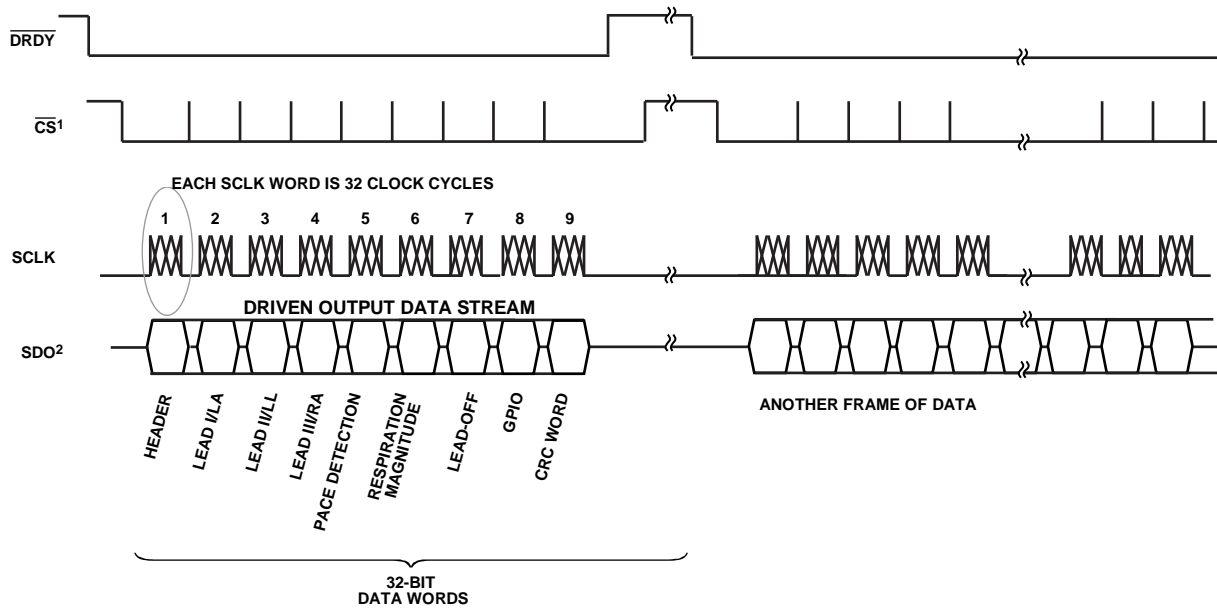 DRDY
CS1
EACH SCLK WORD IS 32 CLOCK CYCLES
1 2 3 4 5 6 7 8 9
SCLK
DRIVEN OUTPUT DATA STREAM
SDO2
HEADER
LEAD I/LA
LEAD II/LL
LEAD III/RA
PACE DETECTION
RESPIRATION
MAGNITUDE
LEAD-OFF
GPIO
CRC WORD
ANOTHER FRAME OF DATA
32-BIT
DATA WORDS